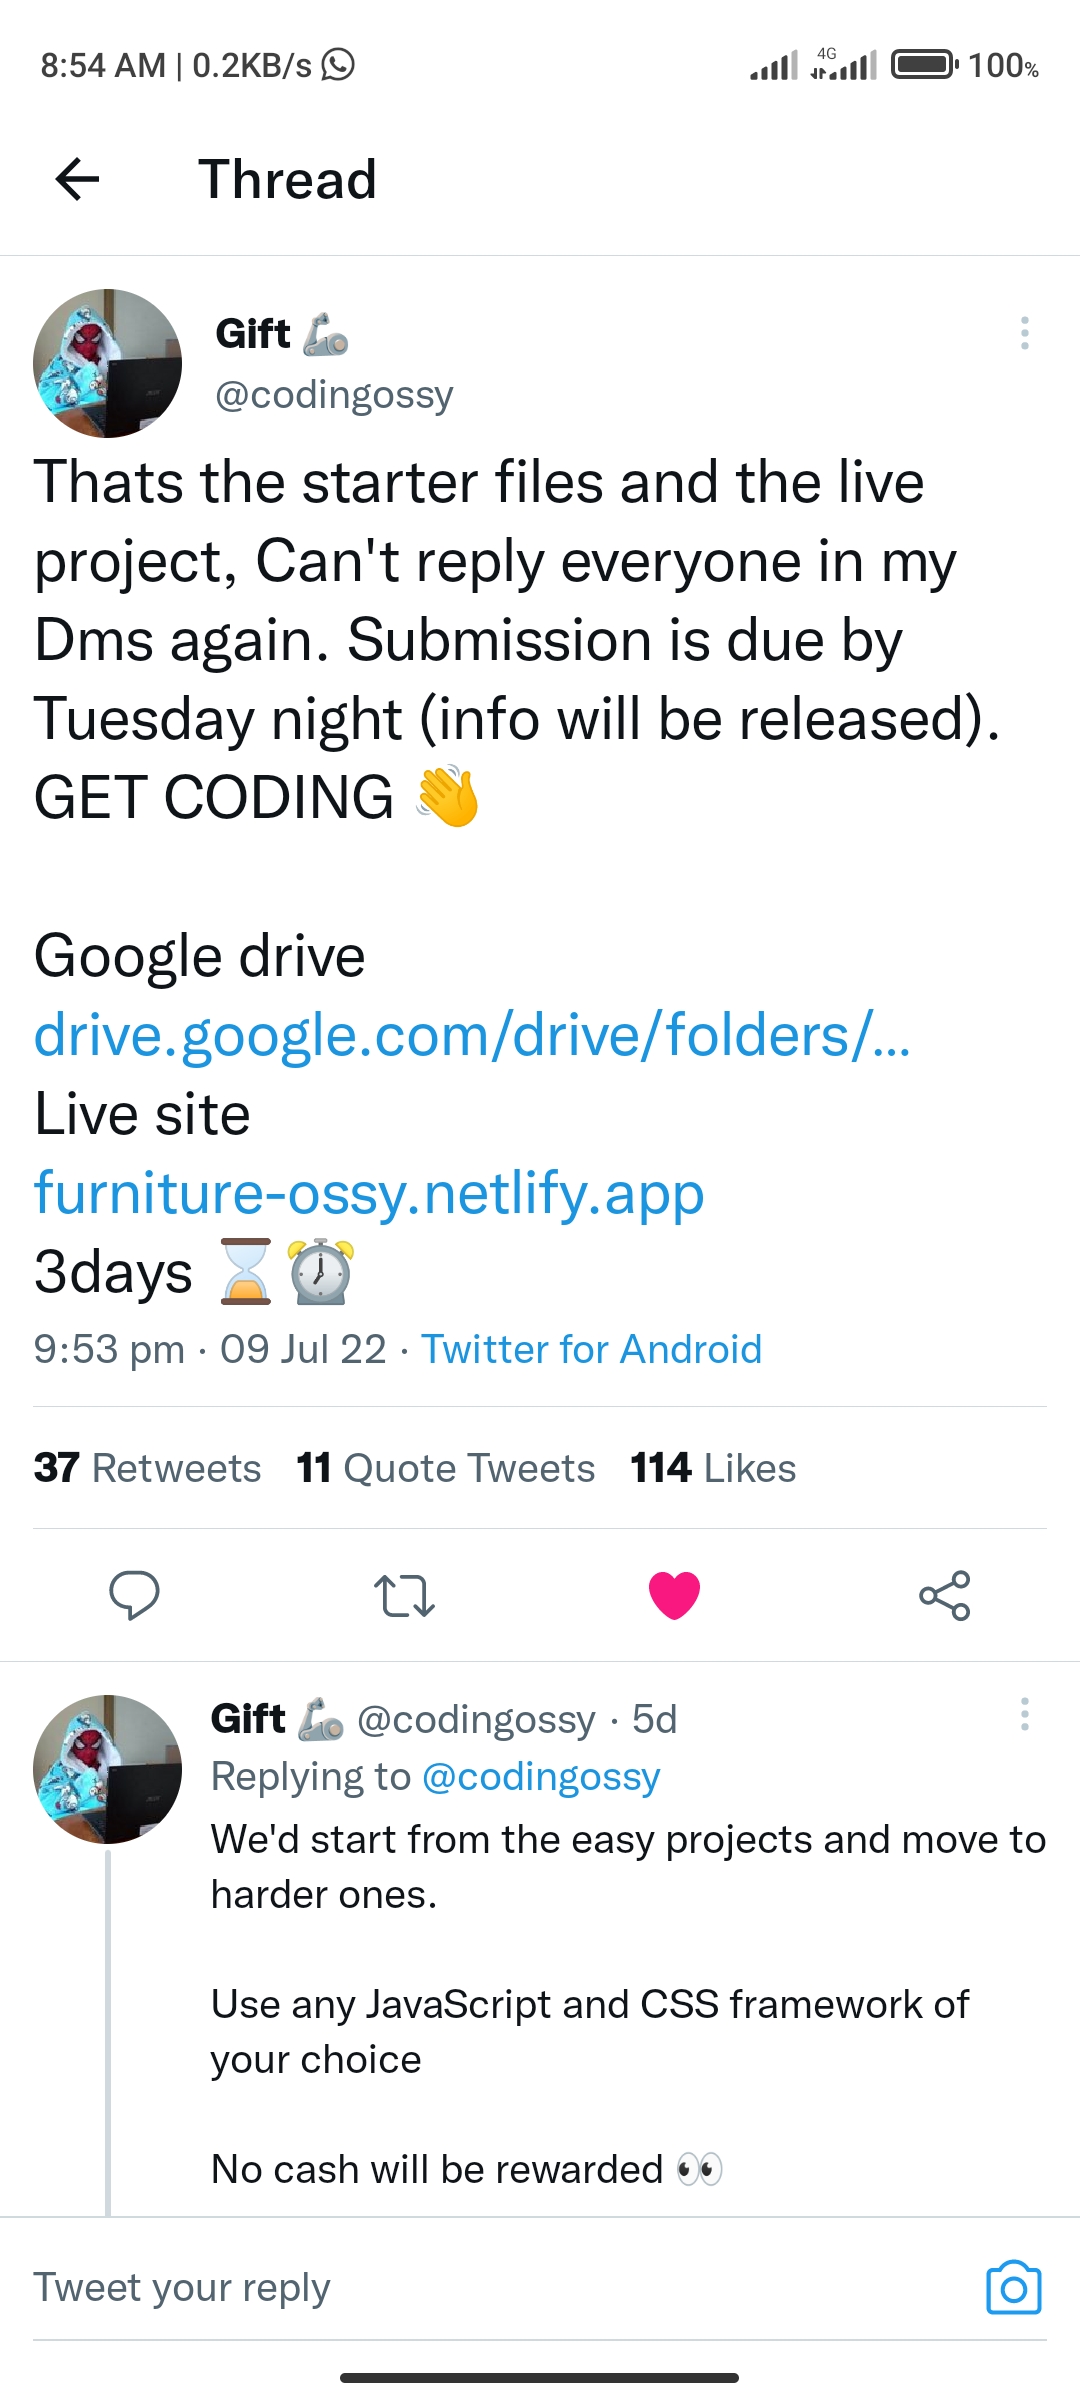 8:54 AM | 0.2KB/s
4G
100%
Thread
Gift 🦾
@codingossy
Thats the starter files and the live
project, Can't reply everyone in my
Dms again. Submission is due by
Tuesday night (info will be released).
GET CODING 👋
Google drive
drive.google.com/drive/folders/...
Live site
furniture-ossy.netlify.app
3days ⏳⏰
9:53 pm · 09 Jul 22 · Twitter for Android
37 Retweets 11 Quote Tweets 114 Likes
Gift 🦾 @codingossy · 5d
Replying to @codingossy
We'd start from the easy projects and move to
harder ones.
Use any JavaScript and CSS framework of
your choice
No cash will be rewarded 👀
Tweet your reply